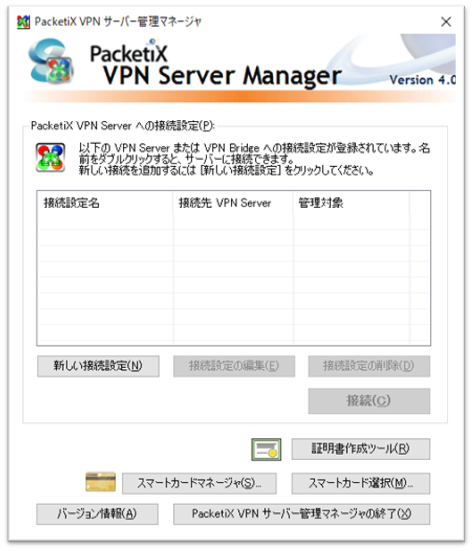 PacketiX VPN サーバー管理マネージャ
PacketiX
VPN Server Manager
Version 4.0
PacketiX VPN Server への接続設定(P):
以下の VPN Server または VPN Bridge への接続設定が登録されています。名
前をダブルクリックすると、サーバーに接続できます。
新しい接続を追加するには [新しい接続設定] をクリックしてください。
接続設定名 接続先 VPN Server 管理対象
新しい接続設定(N) 接続設定の編集(E) 接続設定の削除(D)
接続(C)
証明書作成ツール(R)
スマートカードマネージャ(S)... スマートカード選択(M)...
バージョン情報(A) PacketiX VPN サーバー管理マネージャの終了(X)